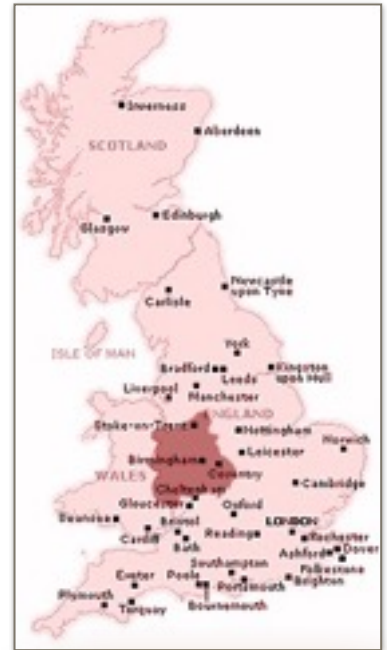 Inverness
Aberdeen
SCOTLAND
Edinburgh
Glasgow
Newcastle
upon Tyne
Carlisle
York
ISLE OF MAN
Bradford
Leeds
Kingston
upon Hull
Liverpool
Manchester
ENGLAND
Stoke-on-Trent
Nottingham
Norwich
Leicester
Birmingham
Coventry
WALES
Cambridge
Cheltenham
Gloucester
Oxford
Swansea
Bristol
LONDON
Cardiff
Bath
Reading
Rochester
Ashford
Dover
Folkestone
Southampton
Exeter
Poole
Portsmouth
Brighton
Plymouth
Torquay
Bournemouth